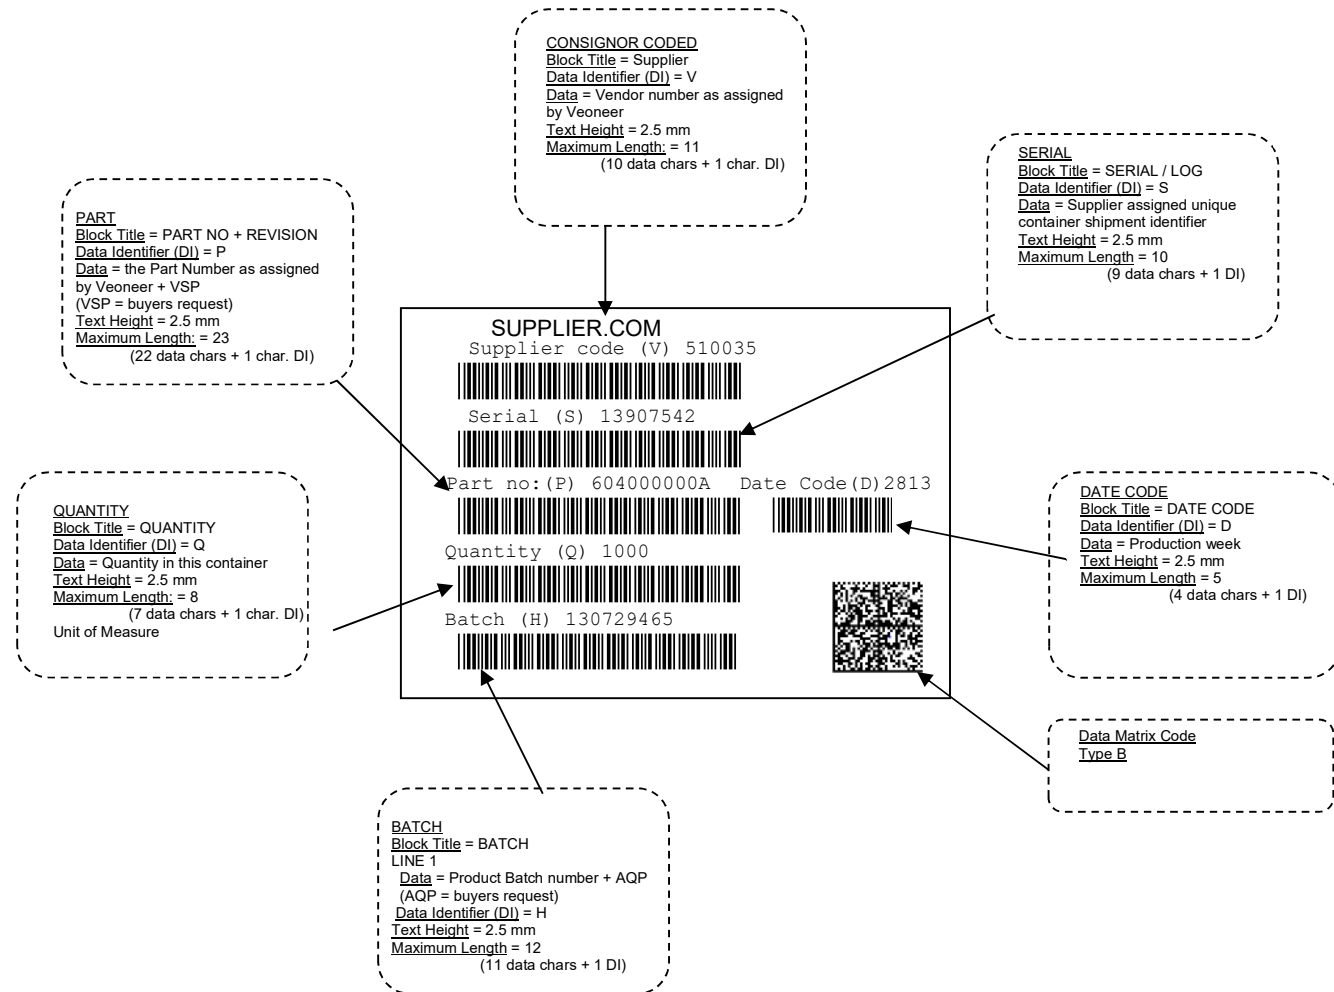 CONSIGNOR CODED
Block Title = Supplier
Data Identifier (DI) = V
Data = Vendor number as assigned
by Veoneer
Text Height = 2.5 mm
Maximum Length: = 11
(10 data chars + 1 char. DI)
SERIAL
Block Title = SERIAL / LOG
Data Identifier (DI) = S
Data = Supplier assigned unique
container shipment identifier
Text Height = 2.5 mm
Maximum Length = 10
(9 data chars + 1 DI)
PART
Block Title = PART NO + REVISION
Data Identifier (DI) = P
Data = the Part Number as assigned
by Veoneer + VSP
(VSP = buyers request)
Text Height = 2.5 mm
Maximum Length: = 23
(22 data chars + 1 char. DI)
SUPPLIER.COM
Supplier code (V) 510035
Serial (S) 13907542
Part no:(P) 604000000A Date Code(D)2813
Quantity (Q) 1000
Batch (H) 130729465
QUANTITY
Block Title = QUANTITY
Data Identifier (DI) = Q
Data = Quantity in this container
Text Height = 2.5 mm
Maximum Length: = 8
(7 data chars + 1 char. DI)
Unit of Measure
DATE CODE
Block Title = DATE CODE
Data Identifier (DI) = D
Data = Production week
Text Height = 2.5 mm
Maximum Length = 5
(4 data chars + 1 DI)
Data Matrix Code
Type B
BATCH
Block Title = BATCH
LINE 1
Data = Product Batch number + AQP
(AQP = buyers request)
Data Identifier (DI) = H
Text Height = 2.5 mm
Maximum Length = 12
(11 data chars + 1 DI)